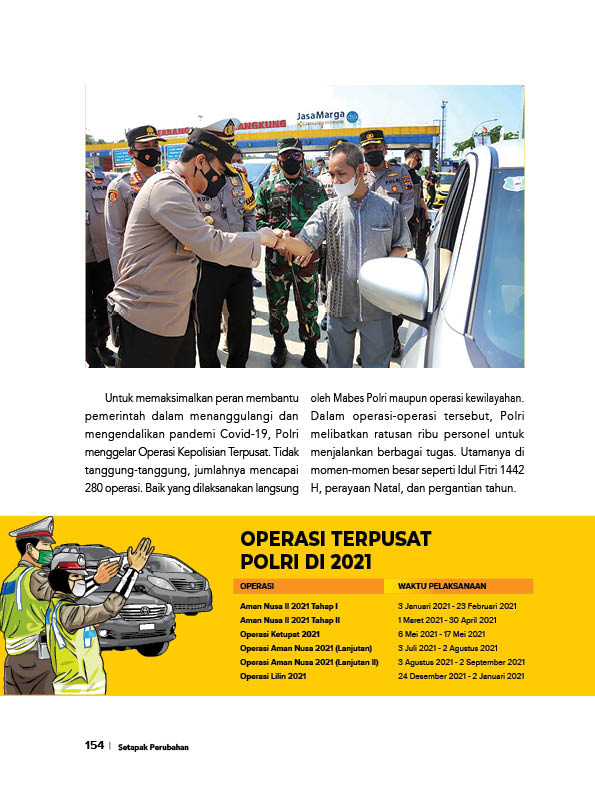 JasaMarga
Untuk memaksimalkan peran membantu
pemerintah dalam menanggulangi dan
mengendalikan pandemi Covid-19, Polri
menggelar Operasi Kepolisian Terpusat. Tidak
tanggung-tanggung, jumlahnya mencapai
280 operasi. Baik yang dilaksanakan langsung
oleh Mabes Polri maupun operasi kewilayahan.
Dalam operasi-operasi tersebut, Polri
melibatkan ratusan ribu personel untuk
menjalankan berbagai tugas. Utamanya di
momen-momen besar seperti Idul Fitri 1442
H, perayaan Natal, dan pergantian tahun.
OPERASI TERPUSAT
POLRI DI 2021
OPERASI WAKTU PELAKSANAAN
Aman Nusa II 2021 Tahap I 3 Januari 2021 - 23 Februari 2021
Aman Nusa II 2021 Tahap II 1 Maret 2021 - 30 April 2021
Operasi Ketupat 2021 6 Mei 2021 - 17 Mei 2021
Operasi Aman Nusa 2021 (Lanjutan) 3 Juli 2021 - 2 Agustus 2021
Operasi Aman Nusa 2021 (Lanjutan II) 3 Agustus 2021 - 2 September 2021
Operasi Lilin 2021 24 Desember 2021 - 2 Januari 2021
154 | Setapak Perubahan